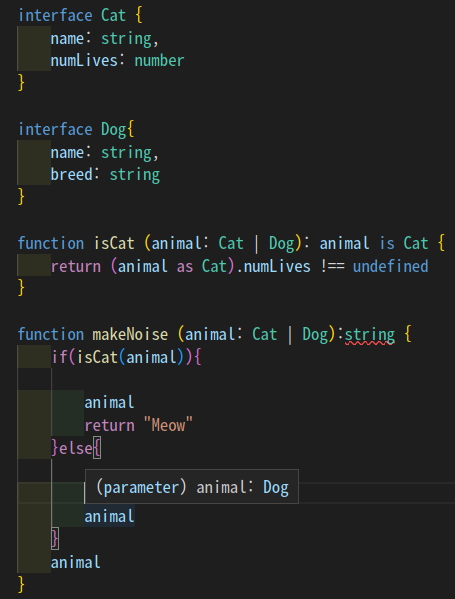 interface Cat {
name: string,
numLives: number
}
interface Dog{
name: string,
breed: string
}
function isCat (animal: Cat | Dog): animal is Cat {
return (animal as Cat).numLives !== undefined
}
function makeNoise (animal: Cat | Dog):string {
if(isCat(animal)){
animal
return "Meow"
}else{
(parameter) animal: Dog
animal
}
animal
}